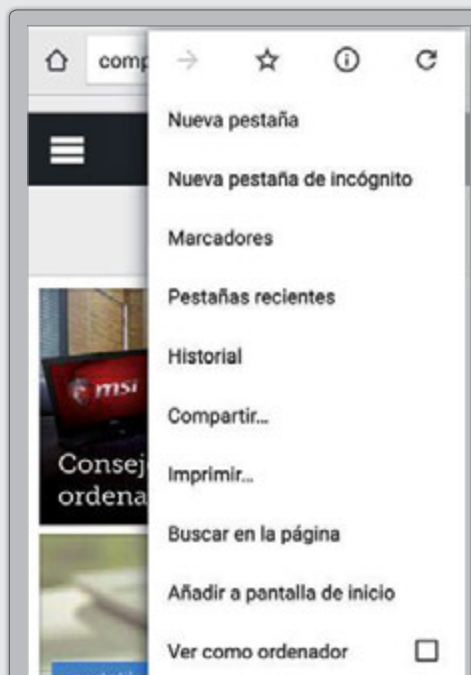 comp
Nueva pestaña
Nueva pestaña de incógnito
Marcadores
Pestañas recientes
Historial
Compartir...
msi
Imprimir...
Consej
ordena
Buscar en la página
Añadir a pantalla de inicio
Ver como ordenador